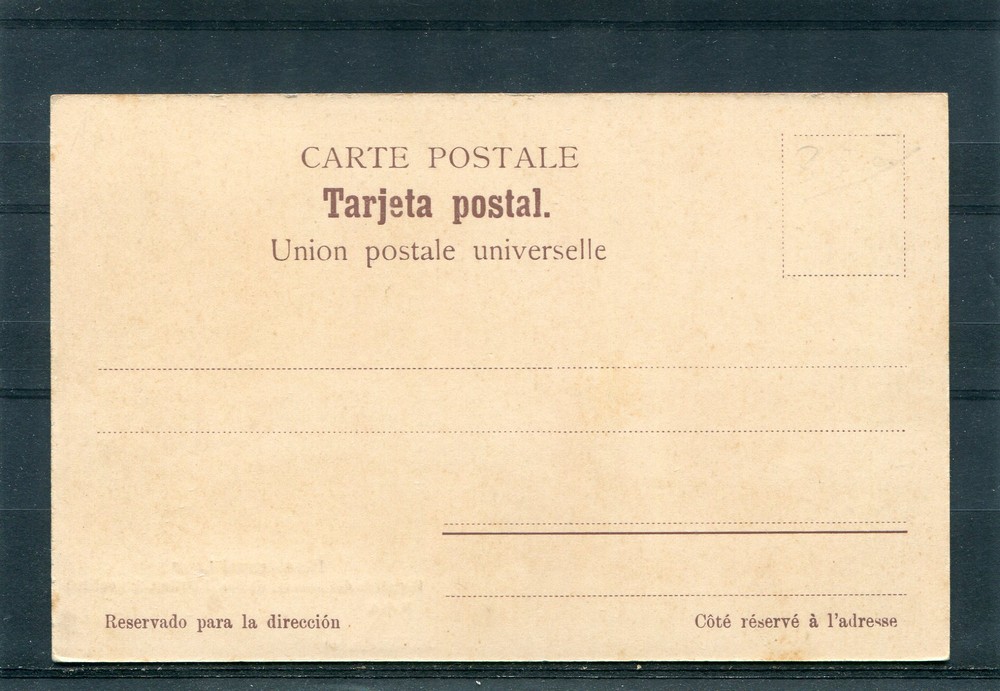 CARTE POSTALE
Tarjeta postal.
Union postale universelle
Reservado para la dirección
Côté réservé à l'adresse